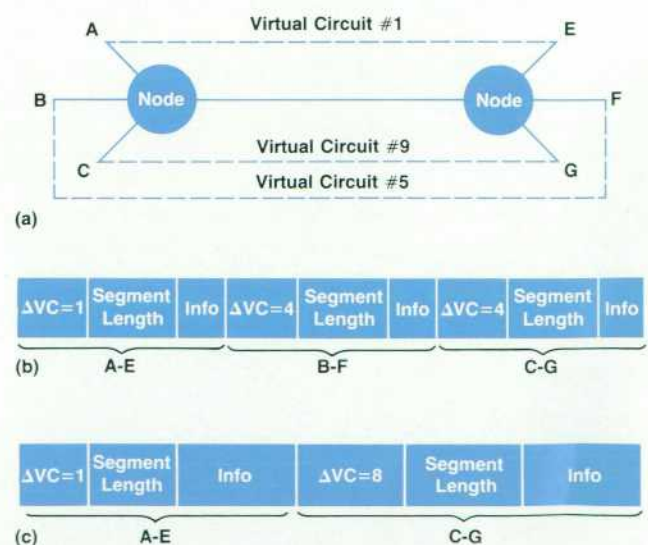 Virtual Circuit #1
A
E
B
Node
Node
F
C
Virtual Circuit #9
G
Virtual Circuit #5
(a)
ΔVC=1 Segment Length Info ΔVC=4 Segment Length Info ΔVC=4 Segment Length Info
(b) A-E B-F C-G
ΔVC=1 Segment Length Info ΔVC=8 Segment Length Info
(c) A-E C-G